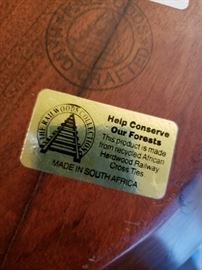 THE RAILWOODS COLLECTION
Help Conserve
Our Forests
This product is made
from recycled African
Hardwood Railway
Cross Ties
MADE IN SOUTH AFRICA